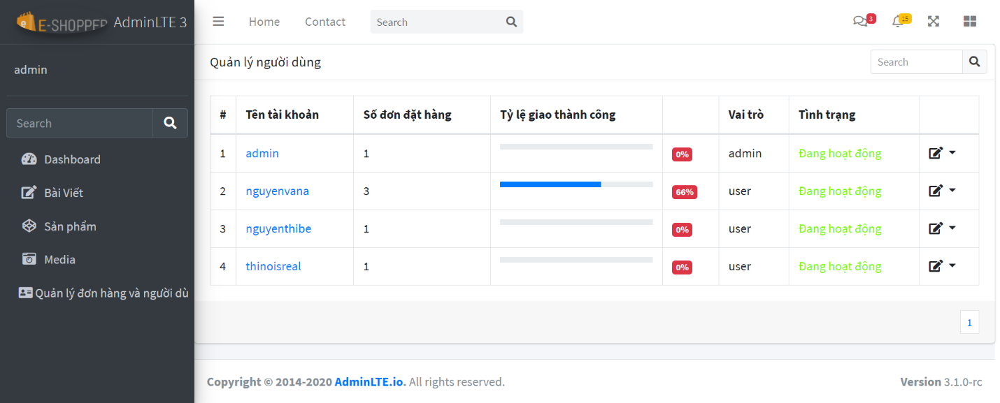 E-SHOPPER AdminLTE 3
Home Contact Search 3 15
admin
Search
Dashboard
Bài Viết
Sản phẩm
Media
Quản lý đơn hàng và người dù
Quản lý người dùng Search
# Tên tài khoản Số đơn đặt hàng Tỷ lệ giao thành công Vai trò Tình trạng
1 admin 1 0% admin Đang hoạt động
2 nguyenvana 3 66% user Đang hoạt động
3 nguyenthibe 1 0% user Đang hoạt động
4 thinoisreal 1 0% user Đang hoạt động
1
Copyright © 2014-2020 AdminLTE.io. All rights reserved. Version 3.1.0-rc